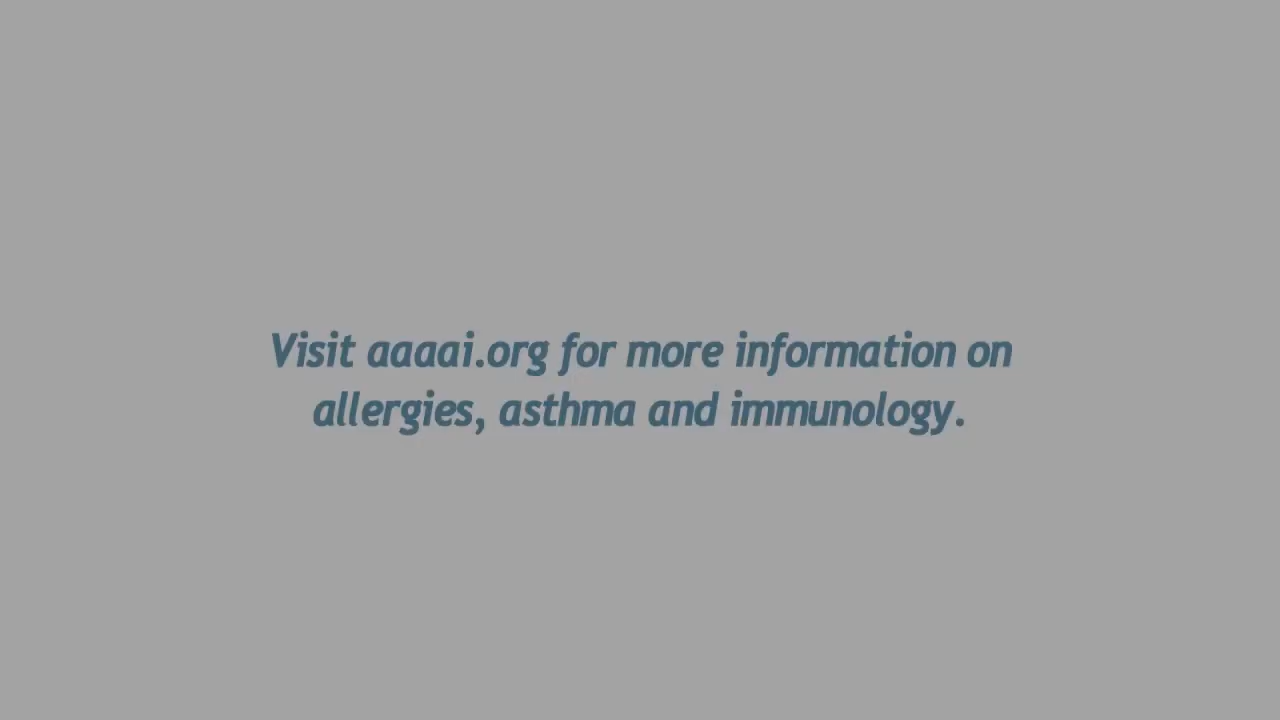 Visit aaaai.org for more information on
allergies, asthma and immunology.